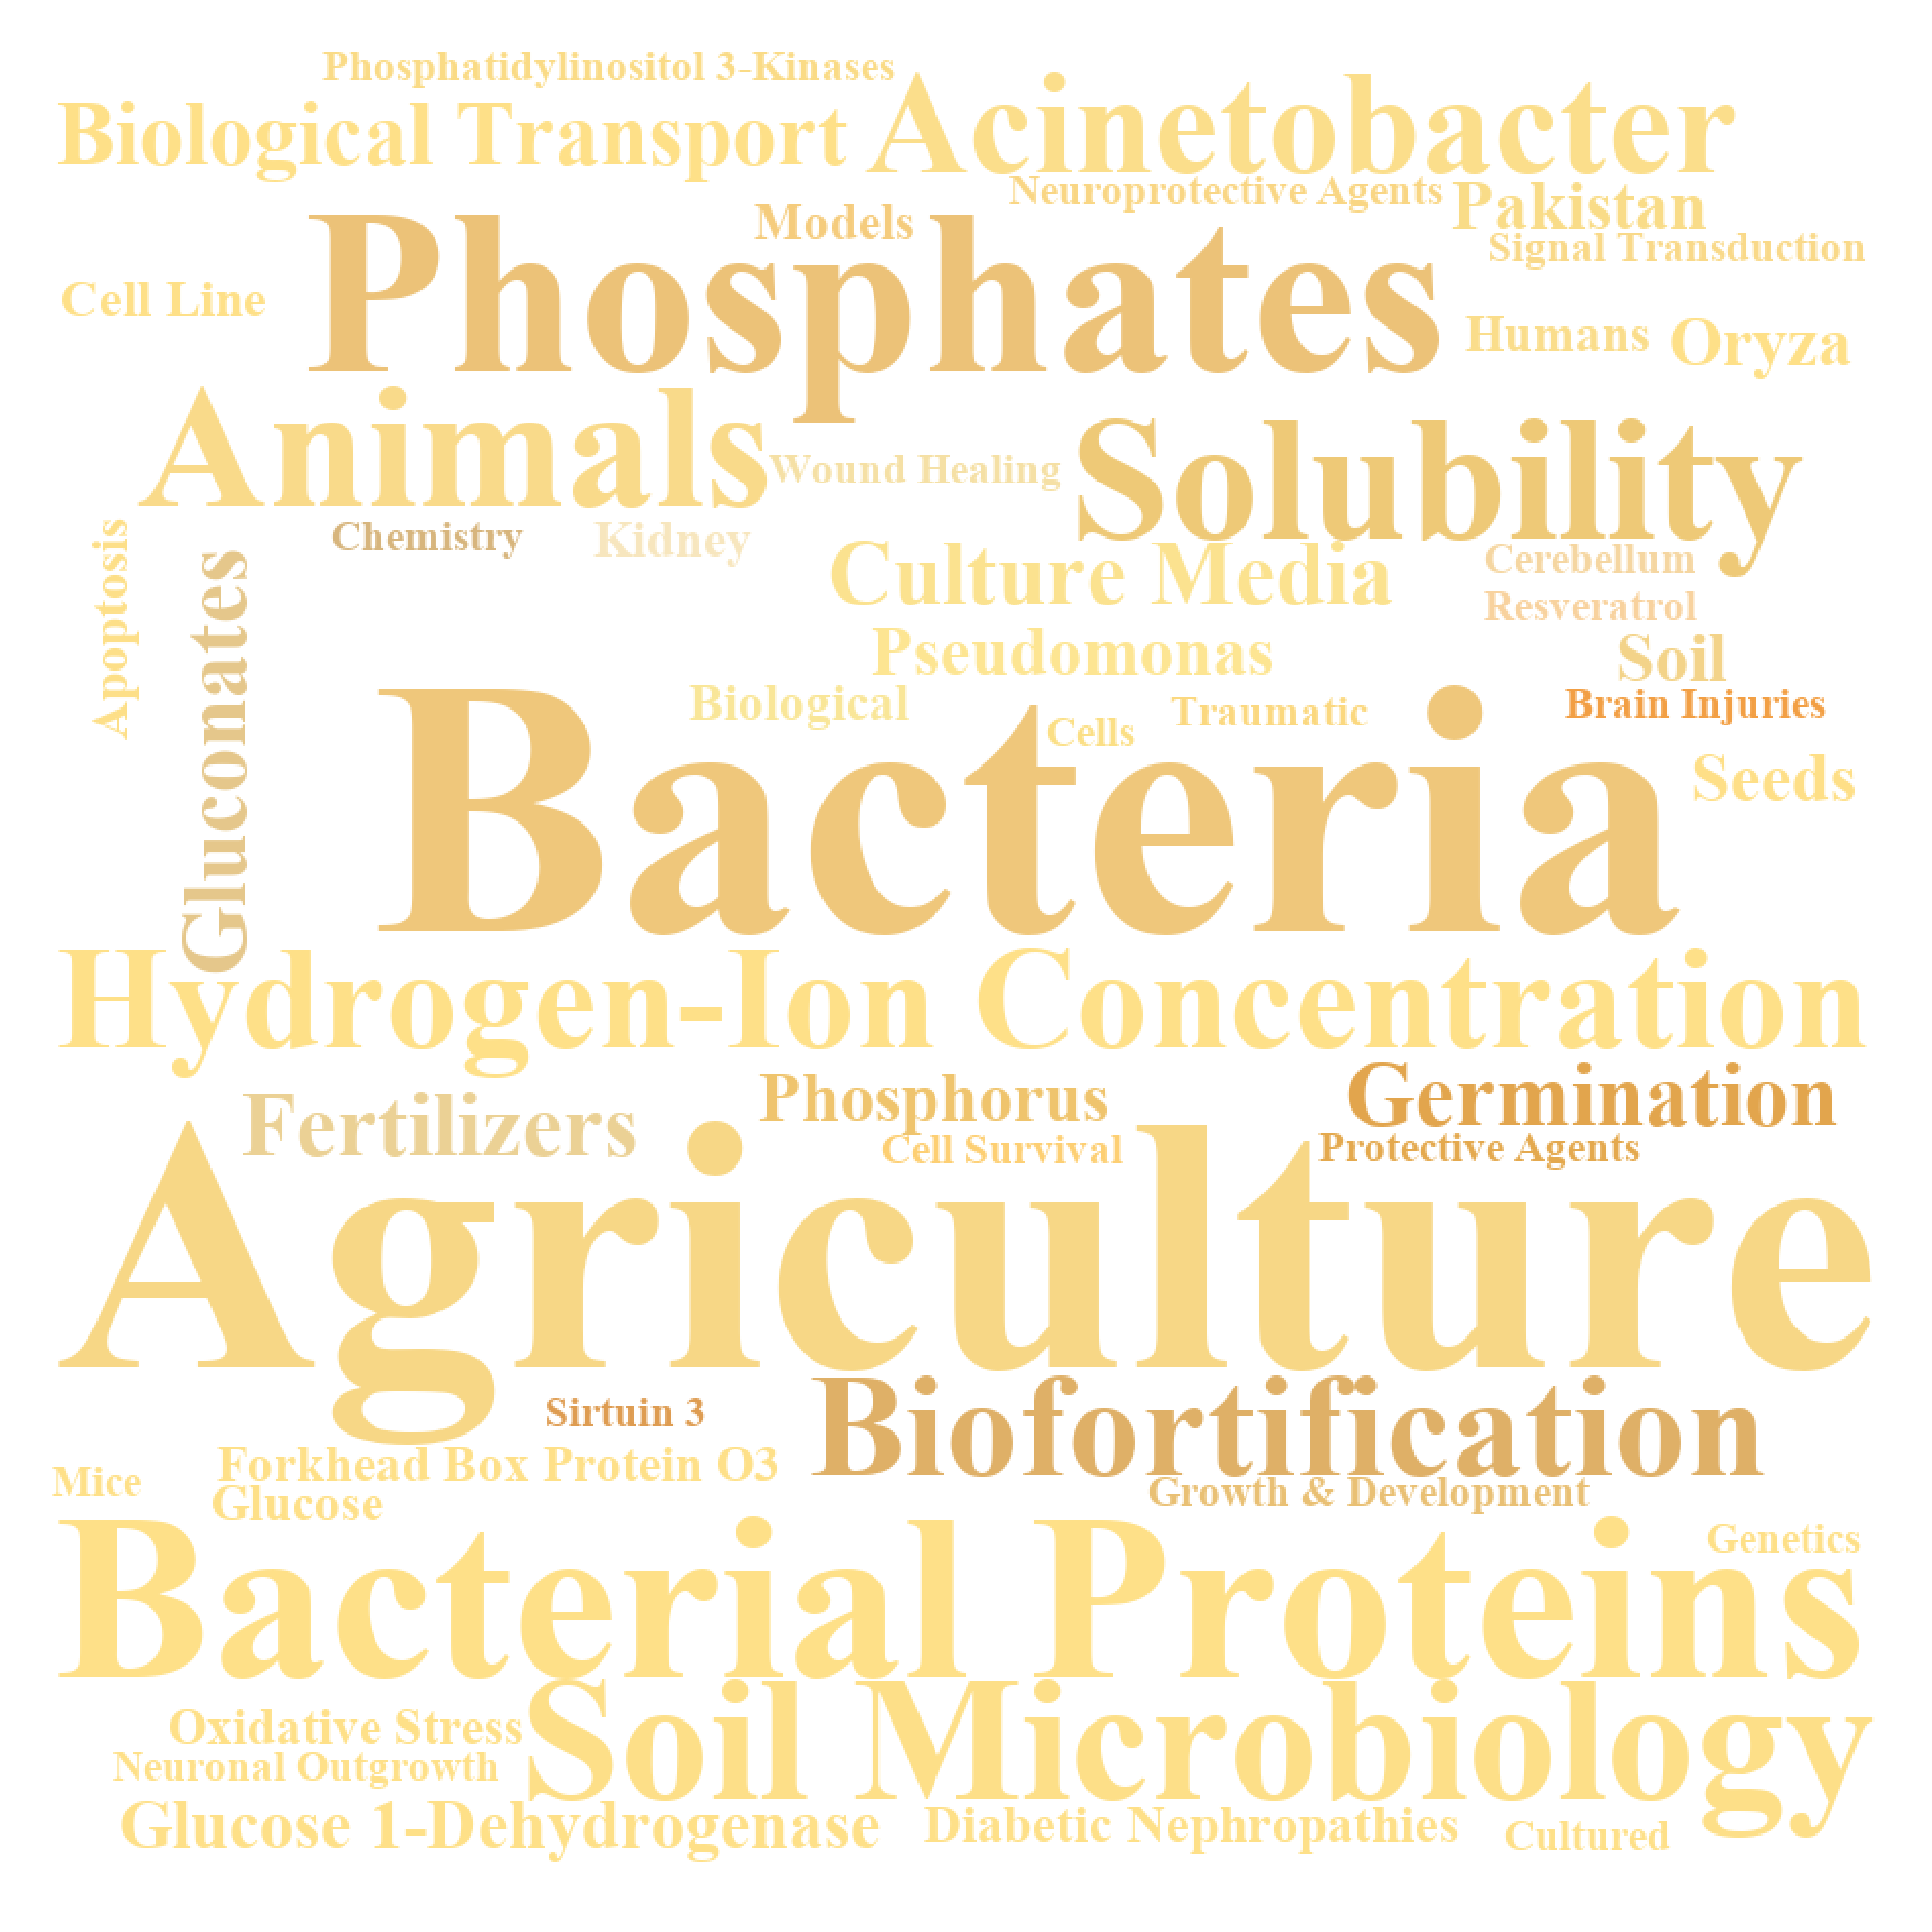 Phosphatidylinositol 3-Kinases
Biological Transport
Acinetobacter
Neuroprotective Agents
Pakistan
Models
Signal Transduction
Phosphates
Cell Line
Humans
Oryza
Animals
Wound Healing
Solubility
Chemistry
Kidney
Culture Media
Cerebellum
Resveratrol
Apoptosis
Gluconates
Pseudomonas
Soil
Biological
Cells
Traumatic
Brain Injuries
Bacteria
Seeds
Hydrogen-Ion Concentration
Fertilizers
Phosphorus
Germination
Cell Survival
Protective Agents
Agriculture
Sirtuin 3
Biofortification
Forkhead Box Protein O3
Mice
Glucose
Growth & Development
Bacterial Proteins
Genetics
Oxidative Stress
Soil Microbiology
Neuronal Outgrowth
Glucose 1-Dehydrogenase
Diabetic Nephropathies
Cultured